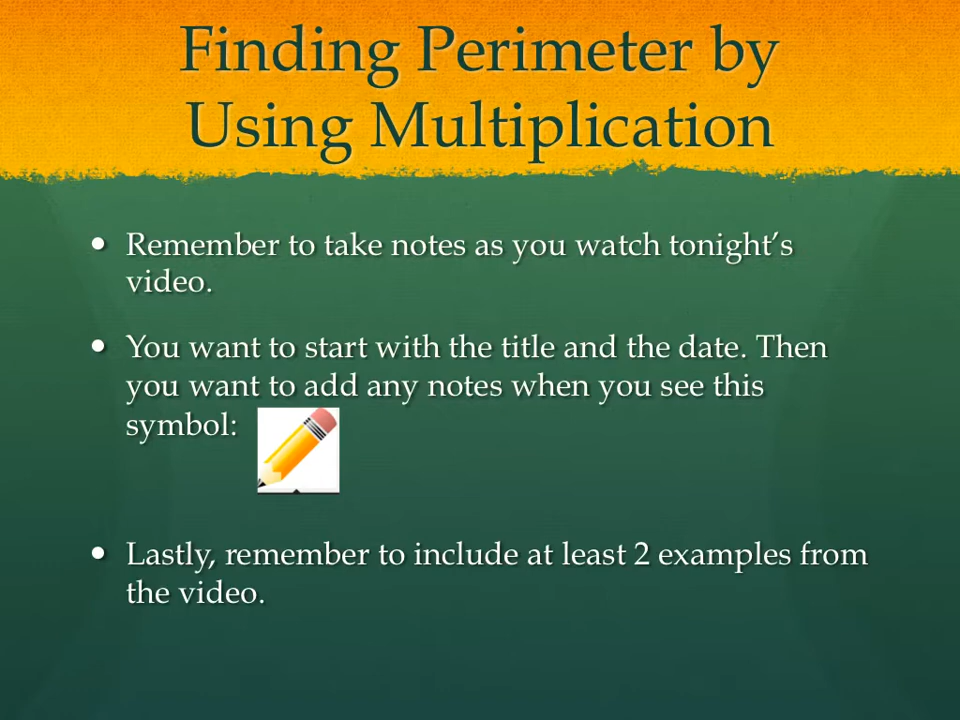 Finding Perimeter by
Using Multiplication
• Remember to take notes as you watch tonight’s
video.
• You want to start with the title and the date. Then
you want to add any notes when you see this
symbol:
• Lastly, remember to include at least 2 examples from
the video.